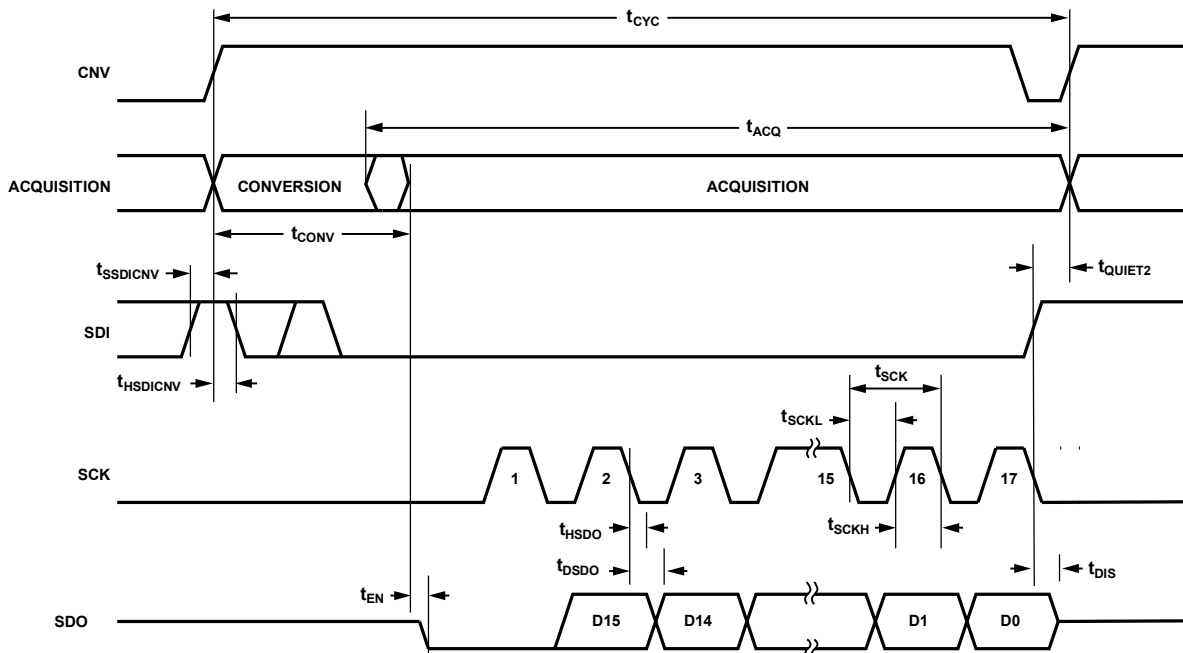 tCYC
CNV
tACQ
ACQUISITION
CONVERSION
ACQUISITION
tCONV
tSSDICNV
tQUIET2
SDI
tHSDICNV
tSCK
tSCKL
SCK
1
2
3
15
16
17
tHSDO
tSCKH
tDSDO
tDIS
tEN
SDO
D15
D14
D1
D0